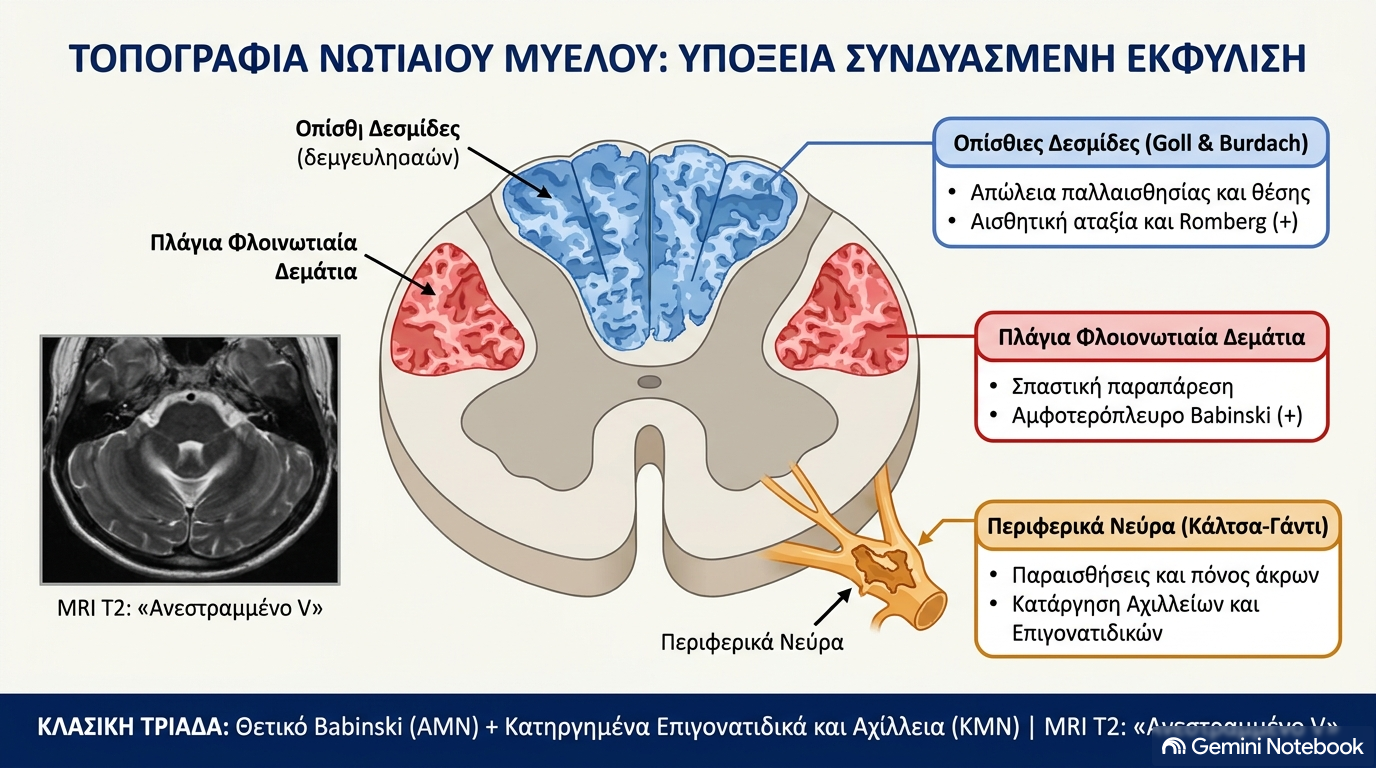 ΤΟΠΟΓΡΑΦΙΑ ΝΩΤΙΑΙΟΥ ΜΥΕΛΟΥ: ΥΠΟΞΕΙΑ ΣΥΝΔΥΑΣΜΕΝΗ ΕΚΦΥΛΙΣΗ
Οπίσθι Δεσμίδες
(δεμγευλησαών)
Πλάγια Φλοινωτιαία
Δεμάτια
MRI T2: «Ανεστραμμένο V»
Περιφερικά Νεύρα
Οπίσθιες Δεσμίδες (Goll & Burdach)
• Απώλεια παλλαισθησίας και θέσης
• Αισθητική αταξία και Romberg (+)
Πλάγια Φλοιονωτιαία Δεμάτια
• Σπαστική παραπάρεση
• Αμφοτερόπλευρο Babinski (+)
Περιφερικά Νεύρα (Κάλτσα-Γάντι)
• Παραισθήσεις και πόνος άκρων
• Κατάργηση Αχιλλείων και
Επιγονατιδικών
ΚΛΑΣΙΚΗ ΤΡΙΑΔΑ: Θετικό Babinski (ΑΜΝ) + Κατηργημένα Επιγονατιδικά και Αχίλλεια (ΚΜΝ) | MRI T2: «Ανεστραμμένο V»
Gemini Notebook